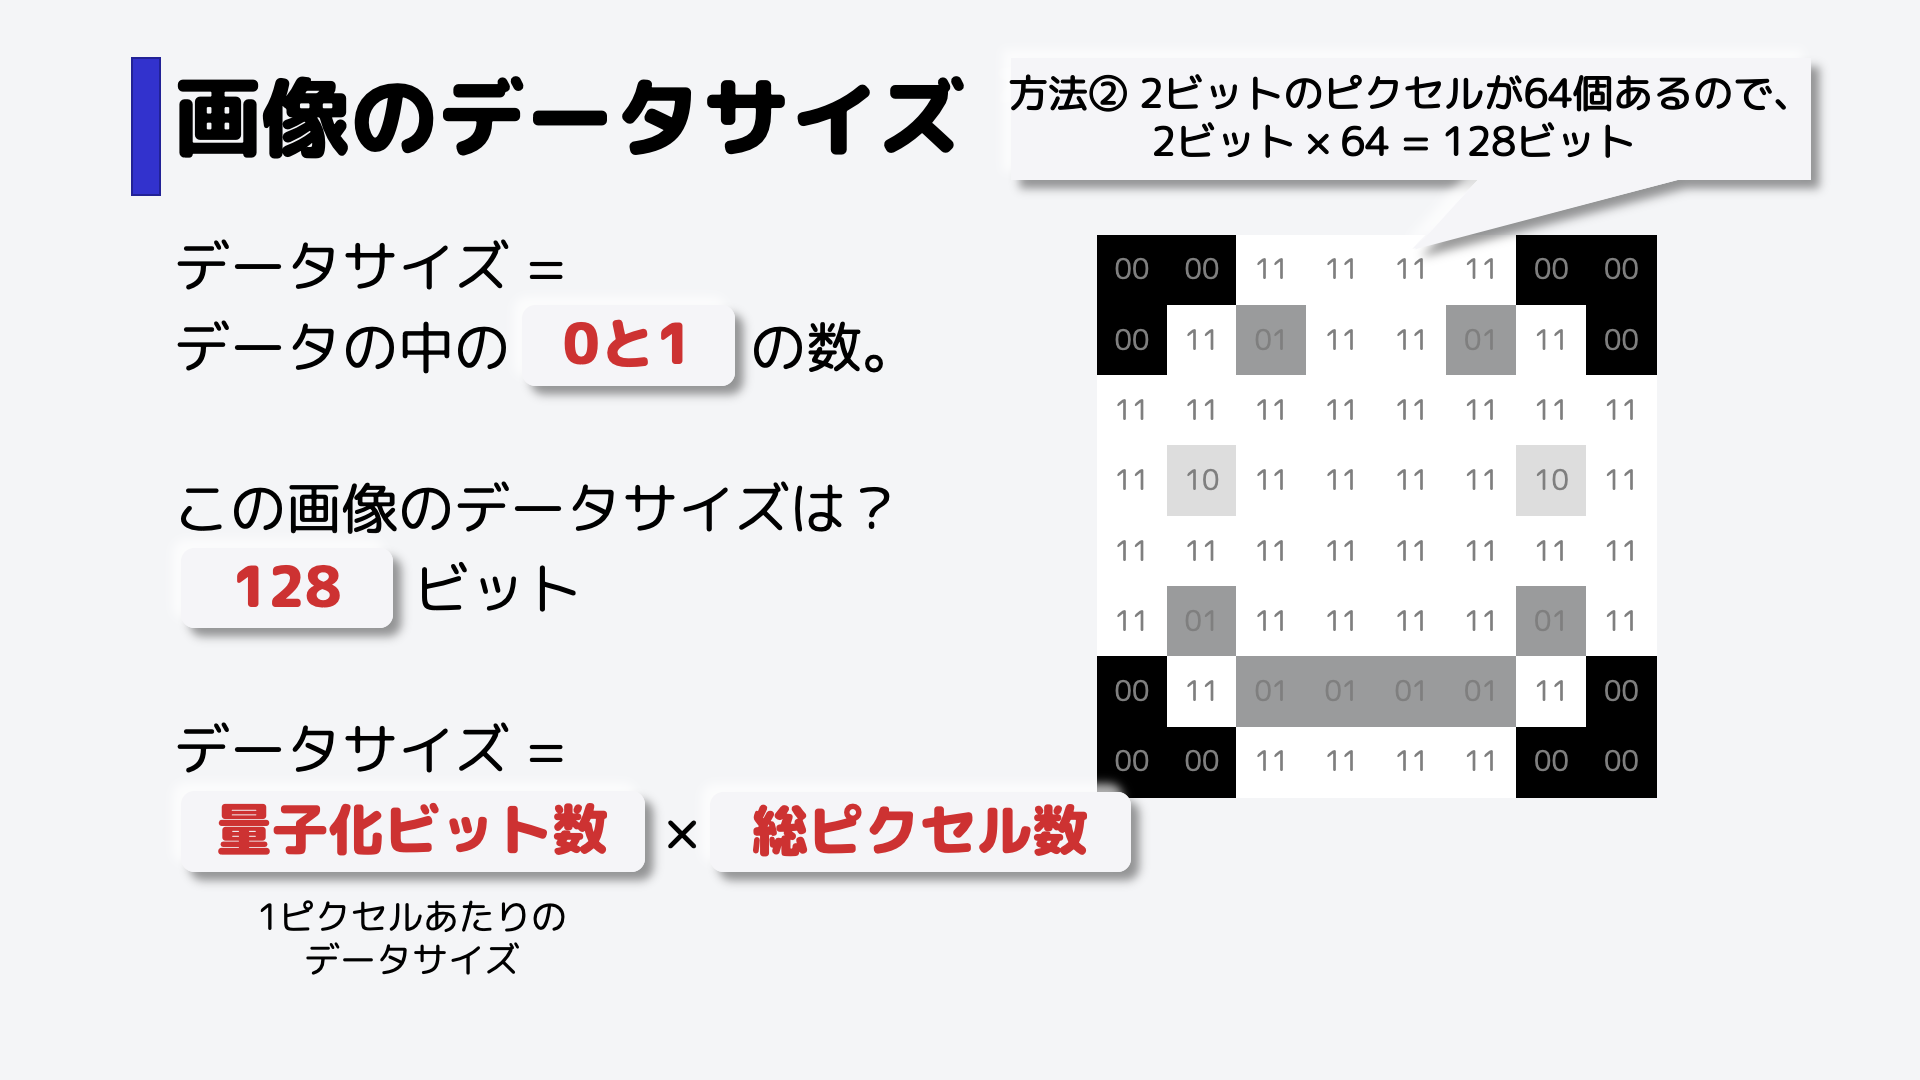 画像のデータサイズ
方法② 2ビットのピクセルが64個あるので、
2ビット × 64 = 128ビット
データサイズ =
データの中の 0と1 の数。
この画像のデータサイズは？
128 ビット
データサイズ =
量子化ビット数 × 総ピクセル数
1ピクセルあたりの
データサイズ
00 00 11 11 11 11 00 00
00 11 01 11 11 01 11 00
11 11 11 11 11 11 11 11
11 10 11 11 11 11 10 11
11 11 11 11 11 11 11 11
11 01 11 11 11 11 01 11
00 11 01 01 01 01 11 00
00 00 11 11 11 11 00 00